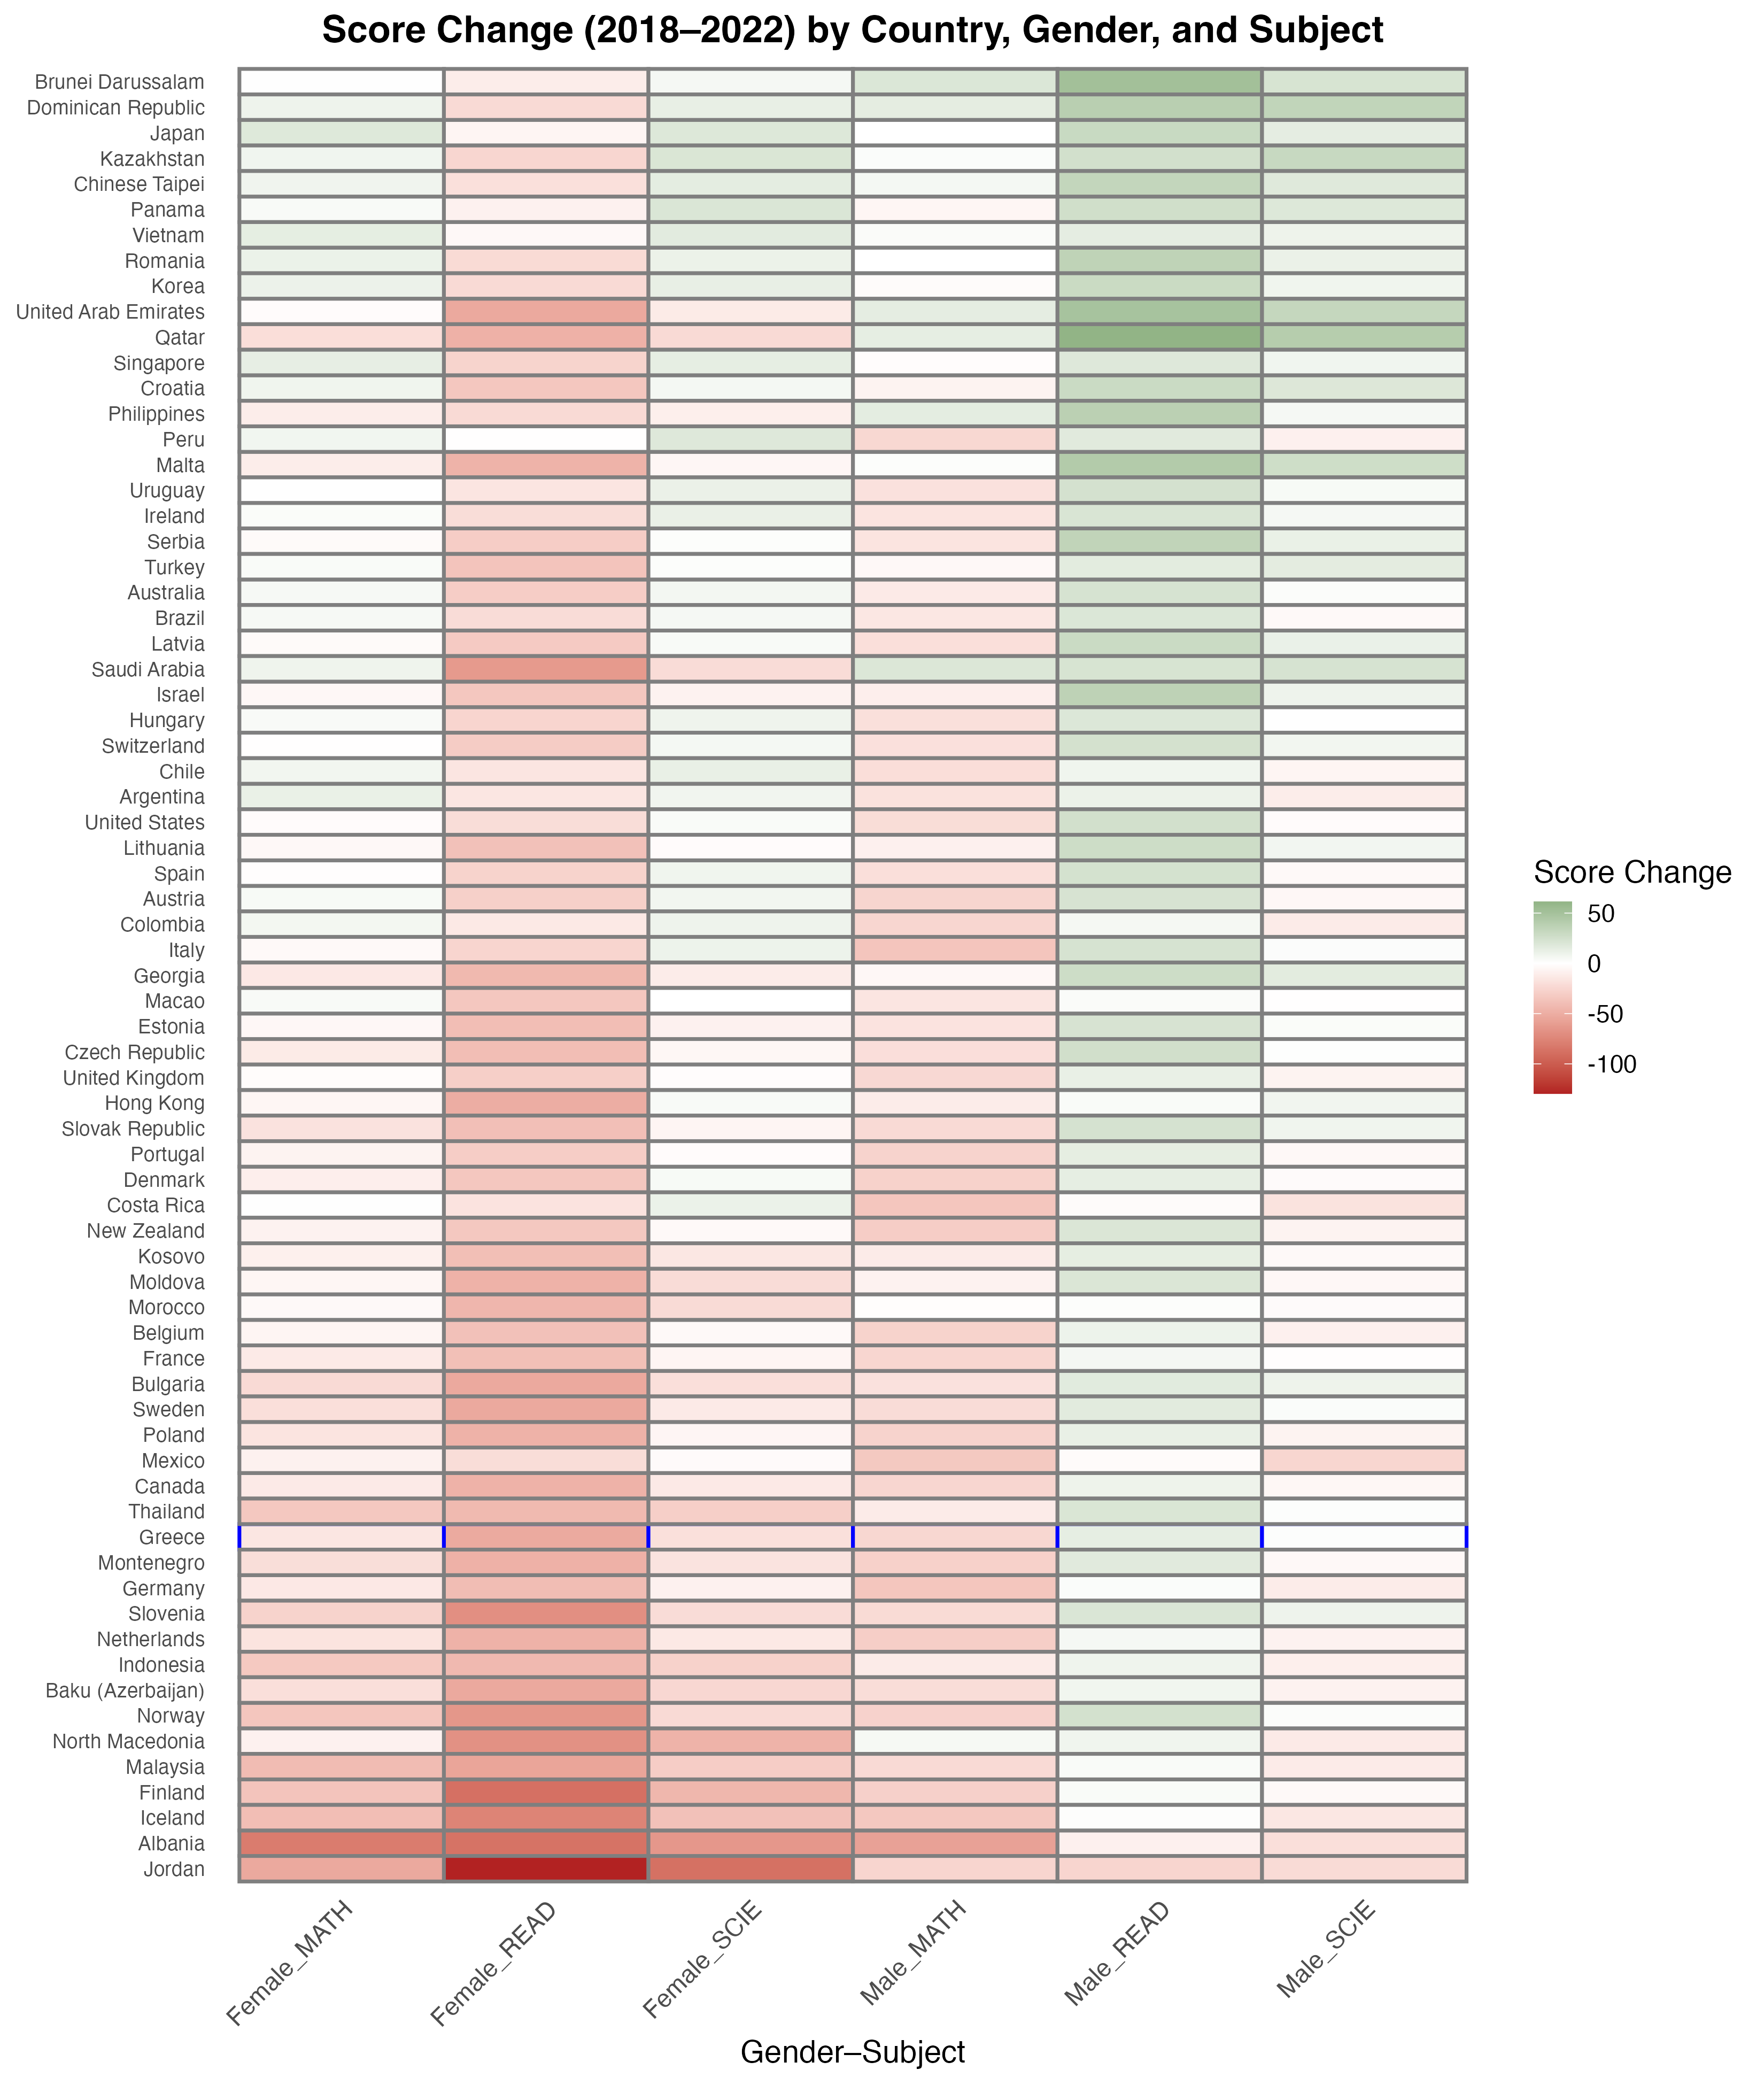 Score Change (2018–2022) by Country, Gender, and Subject
Brunei Darussalam
Dominican Republic
Japan
Kazakhstan
Chinese Taipei
Panama
Vietnam
Romania
Korea
United Arab Emirates
Qatar
Singapore
Croatia
Philippines
Peru
Malta
Uruguay
Ireland
Serbia
Turkey
Australia
Brazil
Latvia
Saudi Arabia
Israel
Hungary
Switzerland
Chile
Argentina
United States
Lithuania
Spain
Austria
Colombia
Italy
Georgia
Macao
Estonia
Czech Republic
United Kingdom
Hong Kong
Slovak Republic
Portugal
Denmark
Costa Rica
New Zealand
Kosovo
Moldova
Morocco
Belgium
France
Bulgaria
Sweden
Poland
Mexico
Canada
Thailand
Greece
Montenegro
Germany
Slovenia
Netherlands
Indonesia
Baku (Azerbaijan)
Norway
North Macedonia
Malaysia
Finland
Iceland
Albania
Jordan
Female_MATH
Female_READ
Female_SCIE
Male_MATH
Male_READ
Male_SCIE
Gender–Subject
Score Change
50
0
-50
-100